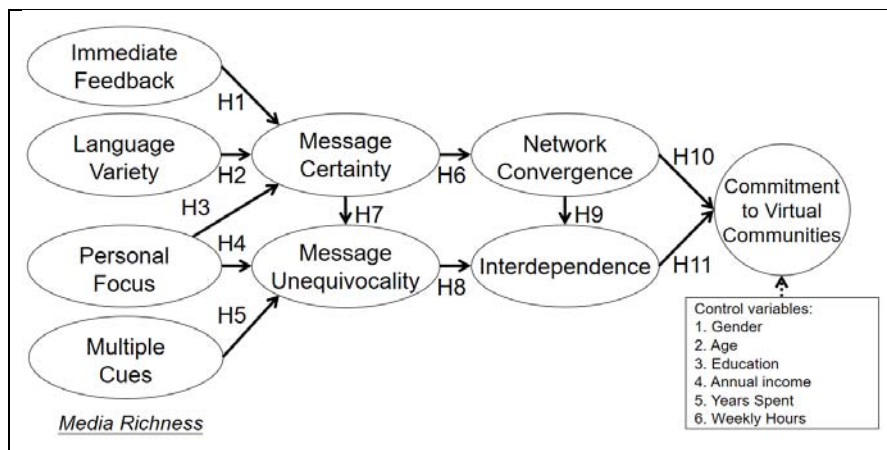 Immediate
Feedback
H1
Language
Variety
H2
Message
Certainty
H6
Network
Convergence
H10
Commitment
to Virtual
Communities
H3
H7
H9
Personal
Focus
H4
Message
Unequivocality
H8
Interdependence
H11
H5
Multiple
Cues
Media Richness
Control variables:
1. Gender
2. Age
3. Education
4. Annual income
5. Years Spent
6. Weekly Hours